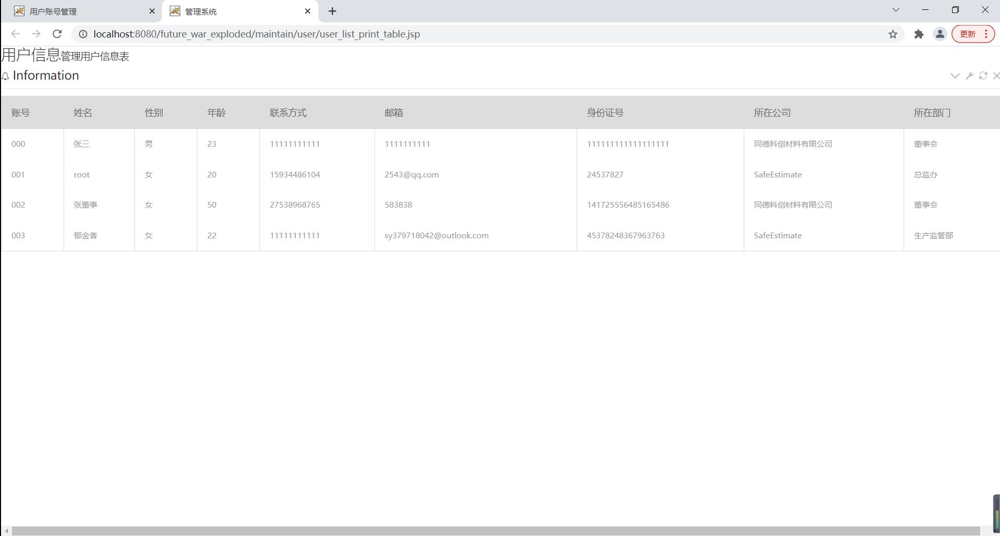 用户账号管理 管理系统
localhost:8080/future_war_exploded/maintain/user/user_list_print_table.jsp 更新
用户信息管理用户信息表
Information
账号 姓名 性别 年龄 联系方式 邮箱 身份证号 所在公司 所在部门
000 张三 男 23 11111111111 1111111111 111111111111111111 同德科创材料有限公司 董事会
001 root 女 20 15934486104 2543@qq.com 24537827 SafeEstimate 总监办
002 张董事 女 50 27538968765 583838 141725556485165486 同德科创材料有限公司 董事会
003 郁金香 女 22 11111111111 sy379718042@outlook.com 45378248367963763 SafeEstimate 生产监管部